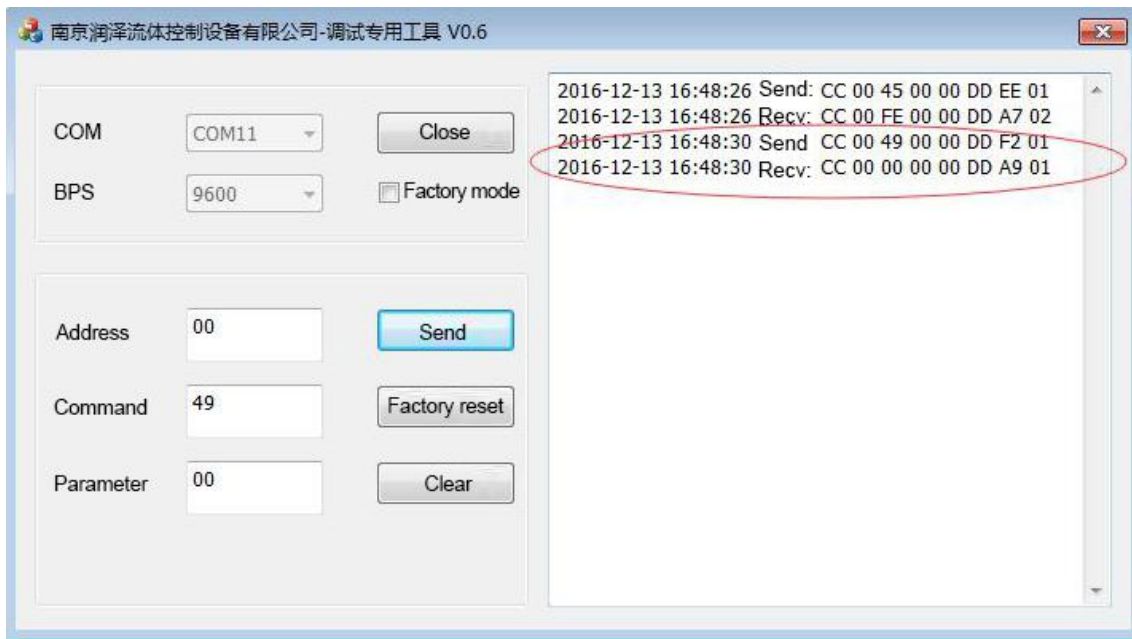 南京润泽流体控制设备有限公司-调试专用工具 V0.6
COM
COM11
Close
BPS
9600
Factory mode
Address
00
Send
Command
49
Factory reset
Parameter
00
Clear
2016-12-13 16:48:26 Send: CC 00 45 00 00 DD EE 01
2016-12-13 16:48:26 Recv: CC 00 FE 00 00 DD A7 02
2016-12-13 16:48:30 Send CC 00 49 00 00 DD F2 01
2016-12-13 16:48:30 Recv: CC 00 00 00 00 DD A9 01